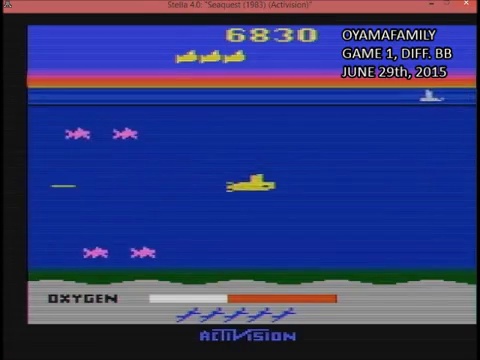 Stella 4.0: "Seaquest (1983) (Activision)"
6830
OYAMAFAMILY
GAME 1, DIFF. BB
JUNE 29th, 2015
OXYGEN
ACTIVISION